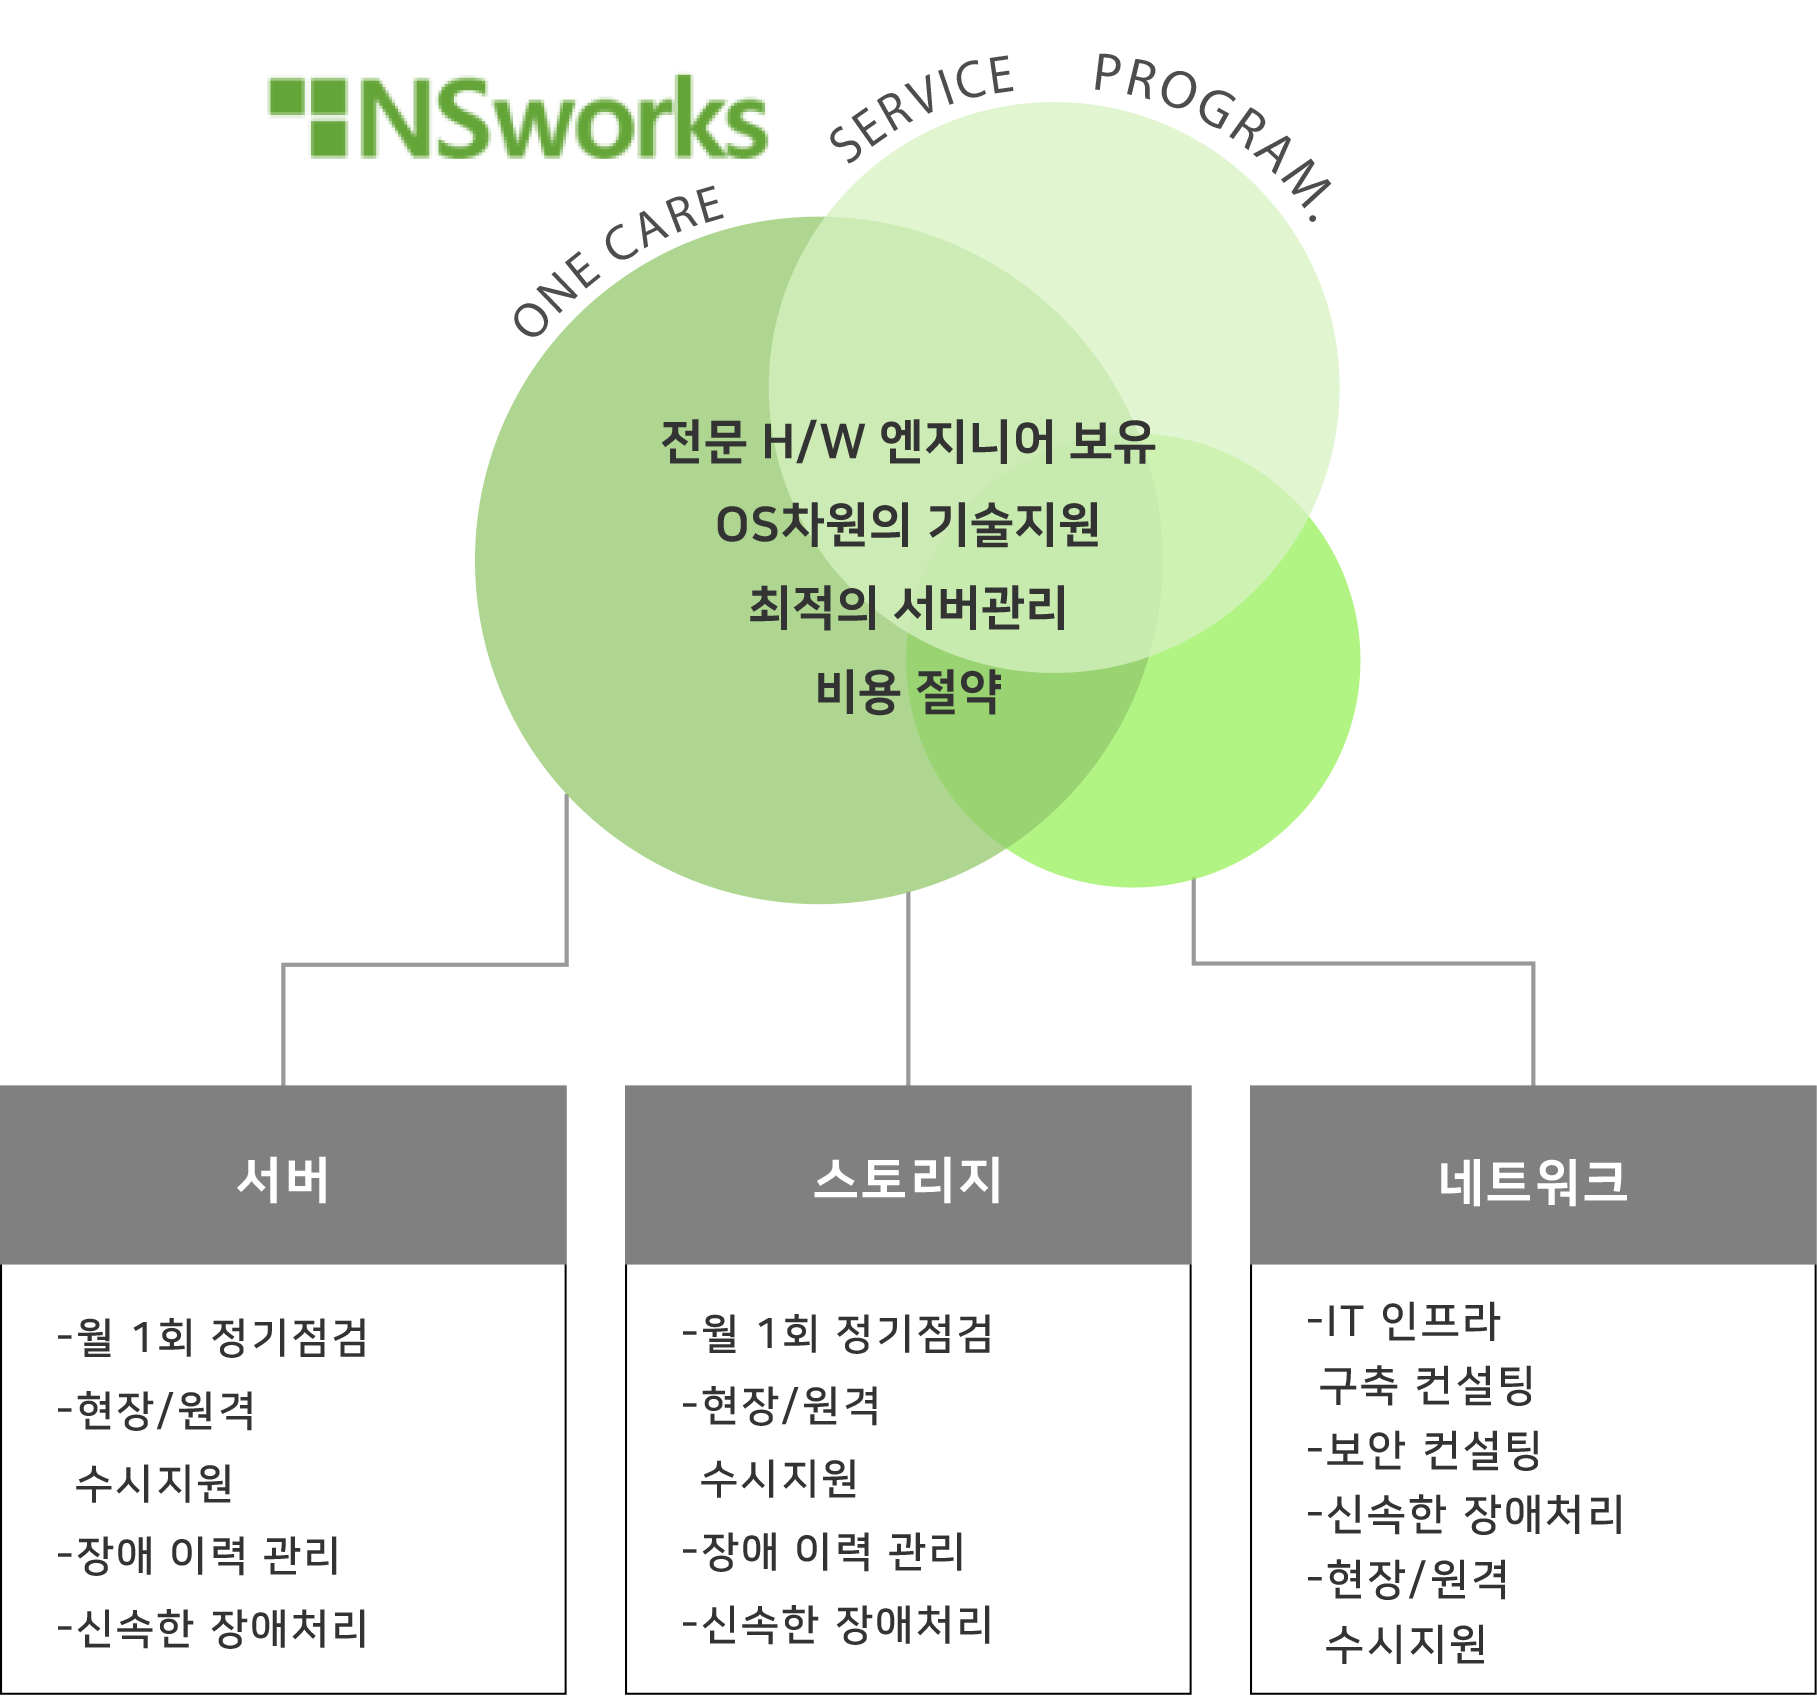 NSworks
ONE CARE SERVICE PROGRAM.
전문 H/W 엔지니어 보유
OS차원의 기술지원
최적의 서버관리
비용 절약
서버
-월 1회 정기점검
-현장/원격
수시지원
-장애 이력 관리
-신속한 장애처리
스토리지
-월 1회 정기점검
-현장/원격
수시지원
-장애 이력 관리
-신속한 장애처리
네트워크
-IT 인프라
구축 컨설팅
-보안 컨설팅
-신속한 장애처리
-현장/원격
수시지원